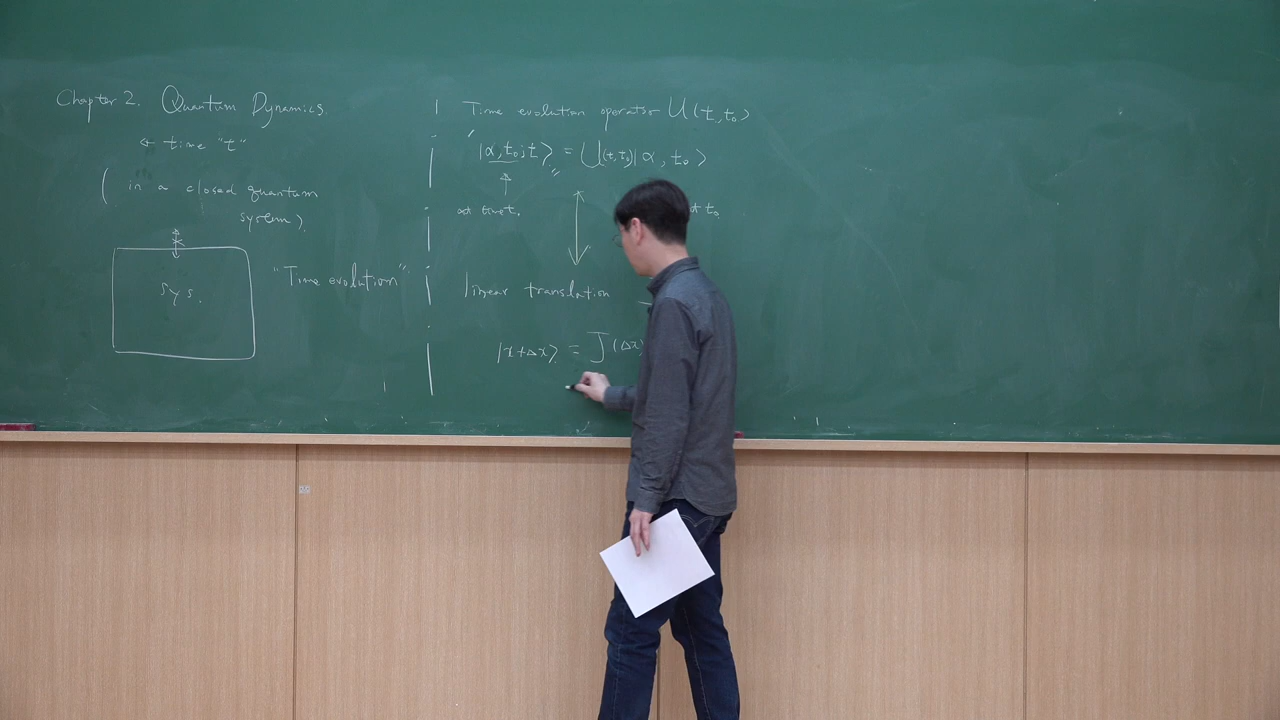 Chapter 2. Quantum Dynamics.
← time "t"
( in a closed quantum
system).
sys.
"Time evolution"
Time evolution operator U(t,t₀)
|α,t₀;t⟩ = U(t,t₀)|α,t₀⟩
at time t.
at t₀
linear translation
|x+Δx⟩ = J(Δx)